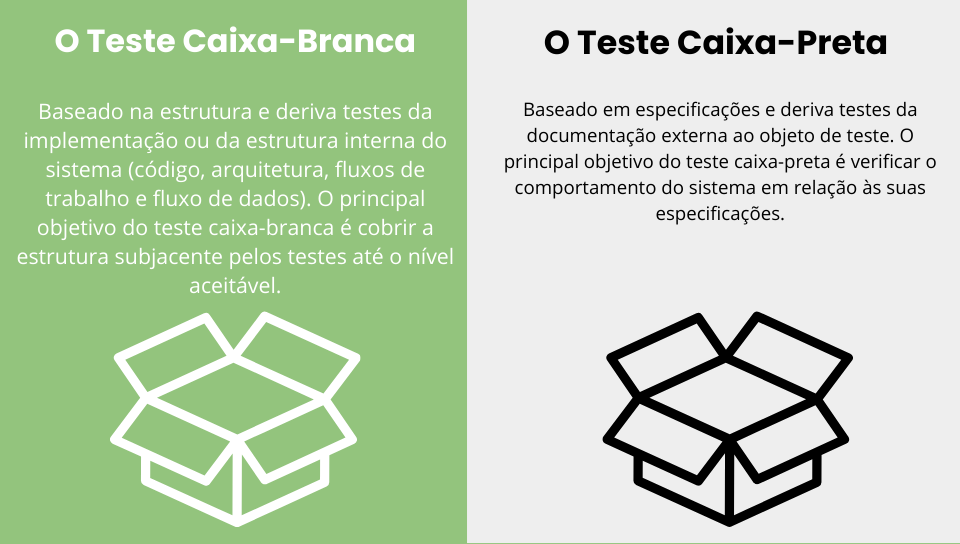 O Teste Caixa-Branca
Baseado na estrutura e deriva testes da
implementação ou da estrutura interna do
sistema (código, arquitetura, fluxos de
trabalho e fluxo de dados). O principal
objetivo do teste caixa-branca é cobrir a
estrutura subjacente pelos testes até o nível
aceitável.
O Teste Caixa-Preta
Baseado em especificações e deriva testes da
documentação externa ao objeto de teste. O
principal objetivo do teste caixa-preta é verificar o
comportamento do sistema em relação às suas
especificações.